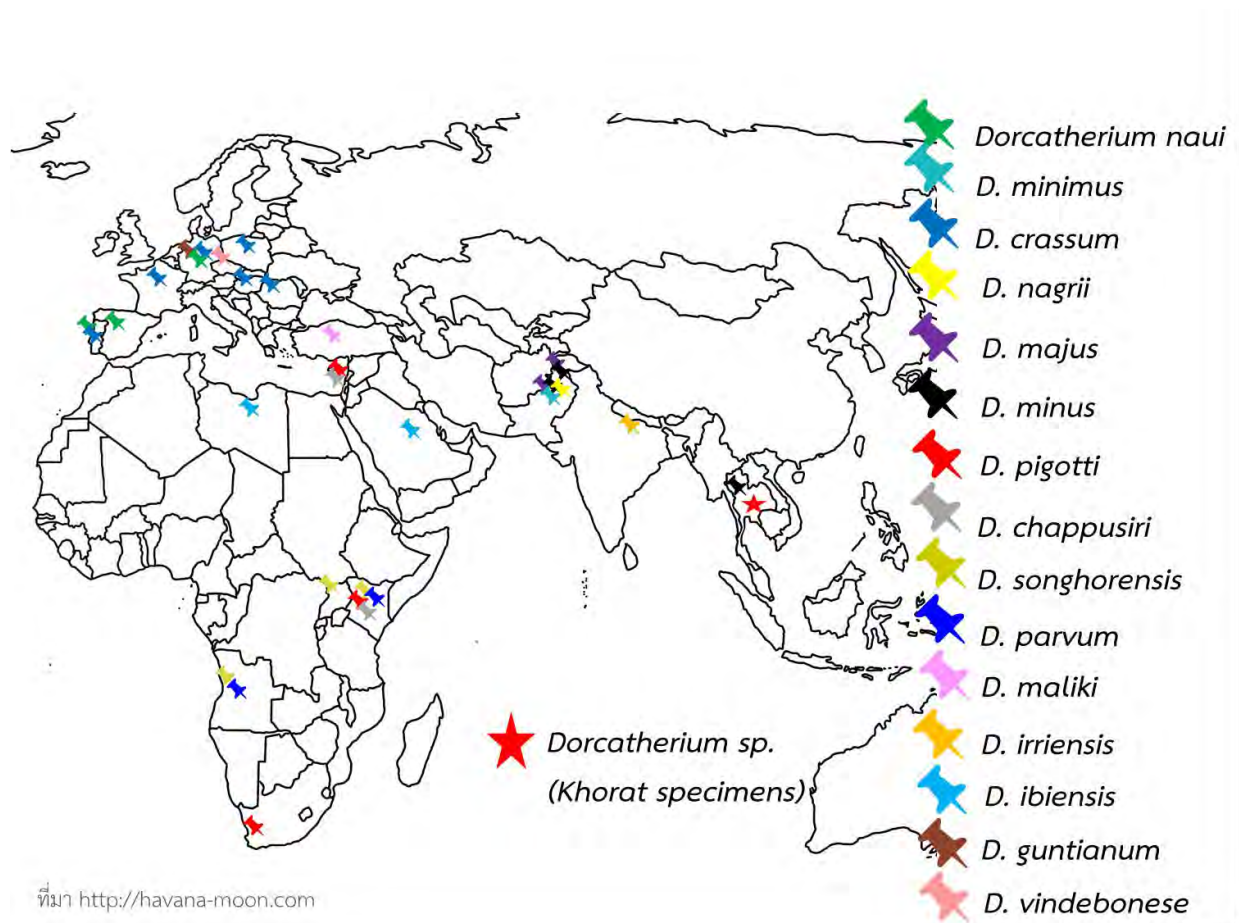 Dorcatherium naui
D. minimus
D. crassum
D. nagrii
D. majus
D. minus
D. pigotti
D. chappusiri
D. songhorensis
D. parvum
D. maliki
D. irriensis
D. ibiensis
D. guntianum
D. vindebonese
Dorcatherium sp.
(Khorat specimens)
ที่มา http://havana-moon.com